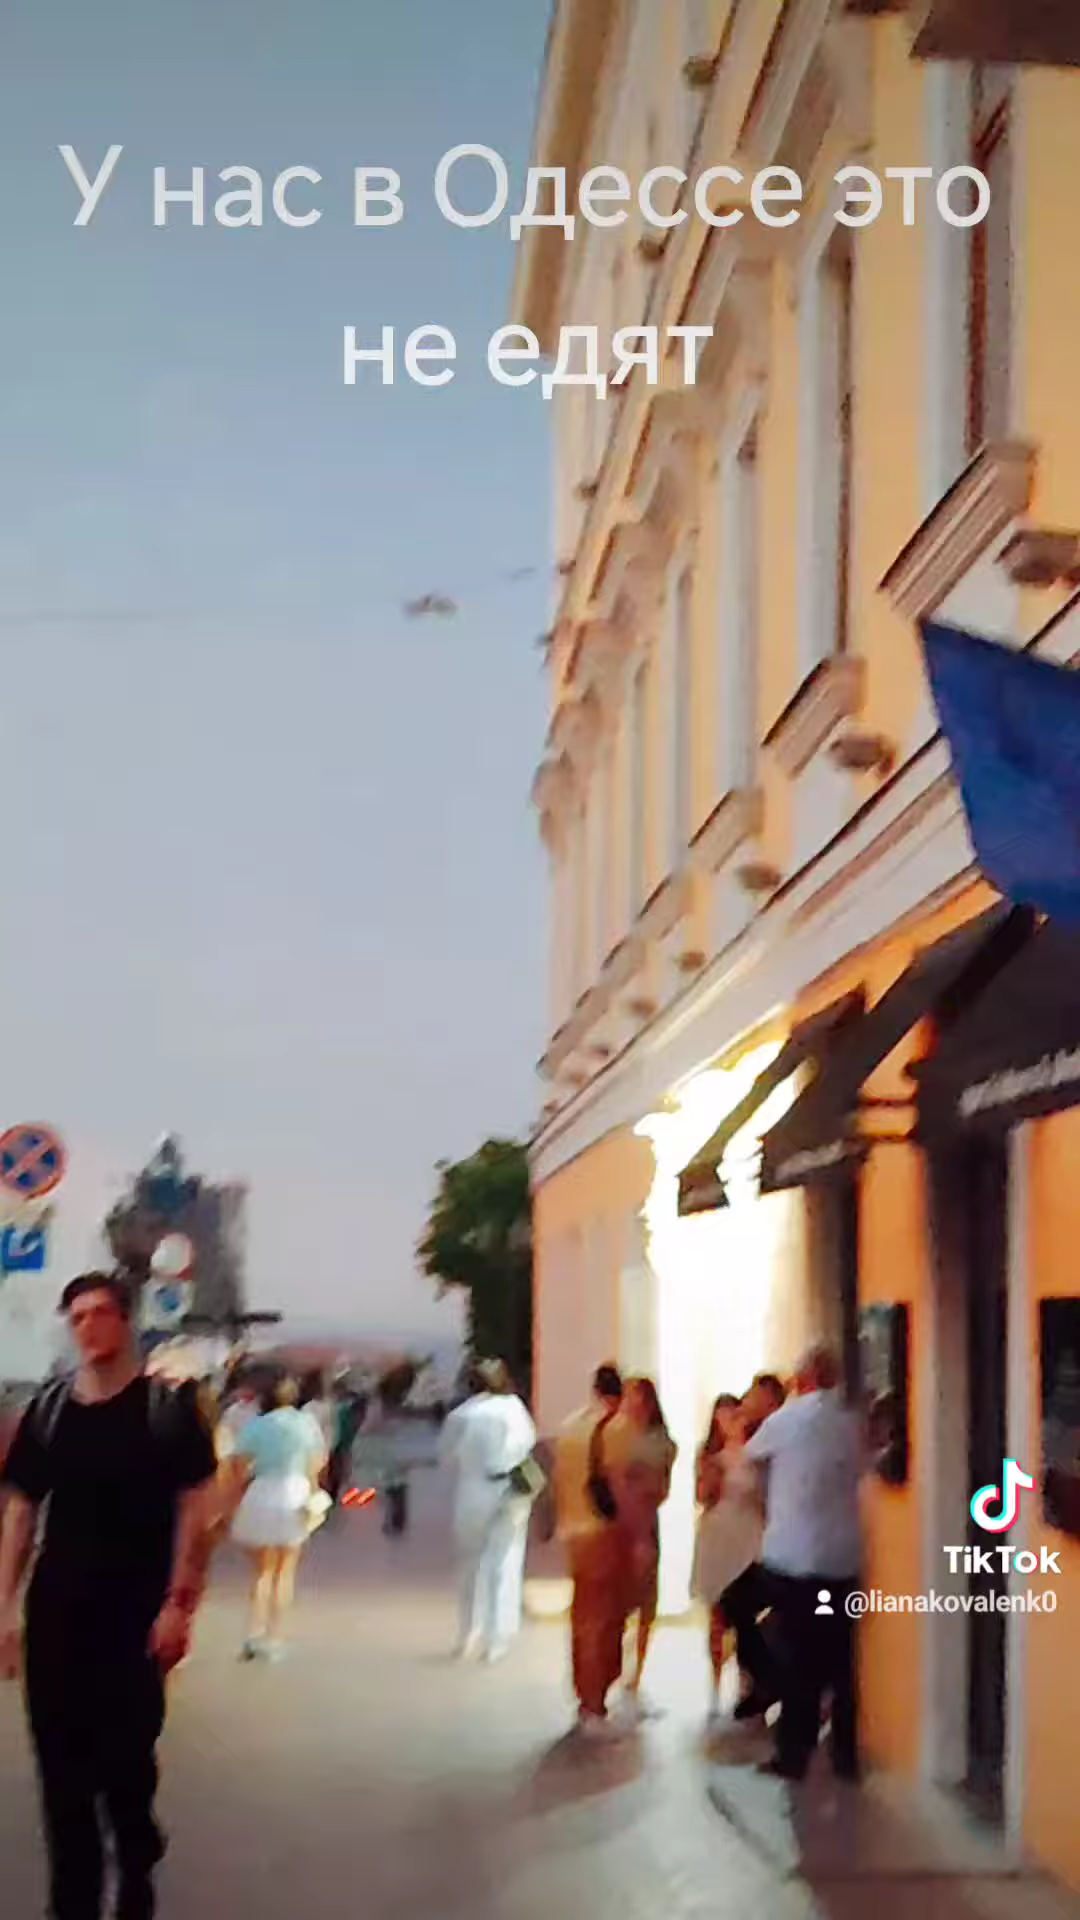 У нас в Одессе это
не едят
TikTok
@lianakovalenk0